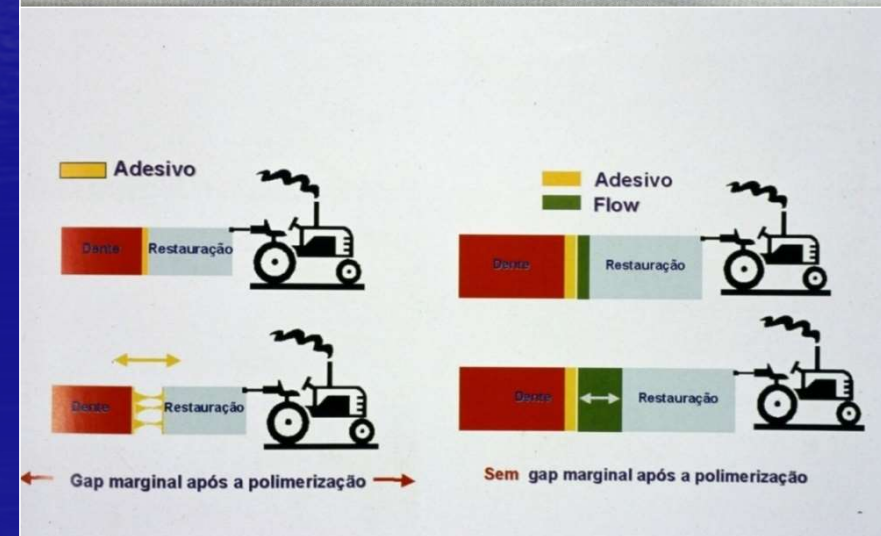 Adesivo
Dente Restauração
Dente Restauração
Gap marginal após a polimerização
Adesivo
Flow
Dente Restauração
Dente Restauração
Sem gap marginal após a polimerização